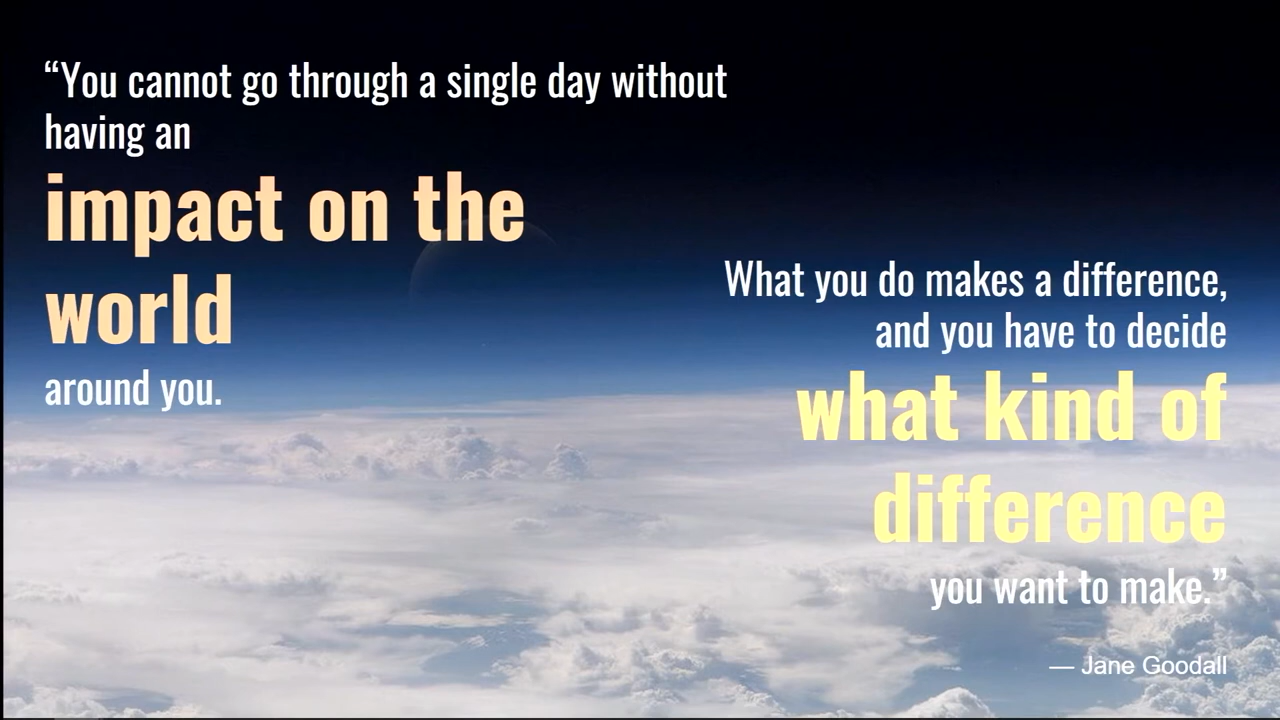 “You cannot go through a single day without
having an
impact on the
world
around you.
What you do makes a difference,
and you have to decide
what kind of
difference
you want to make.”
— Jane Goodall